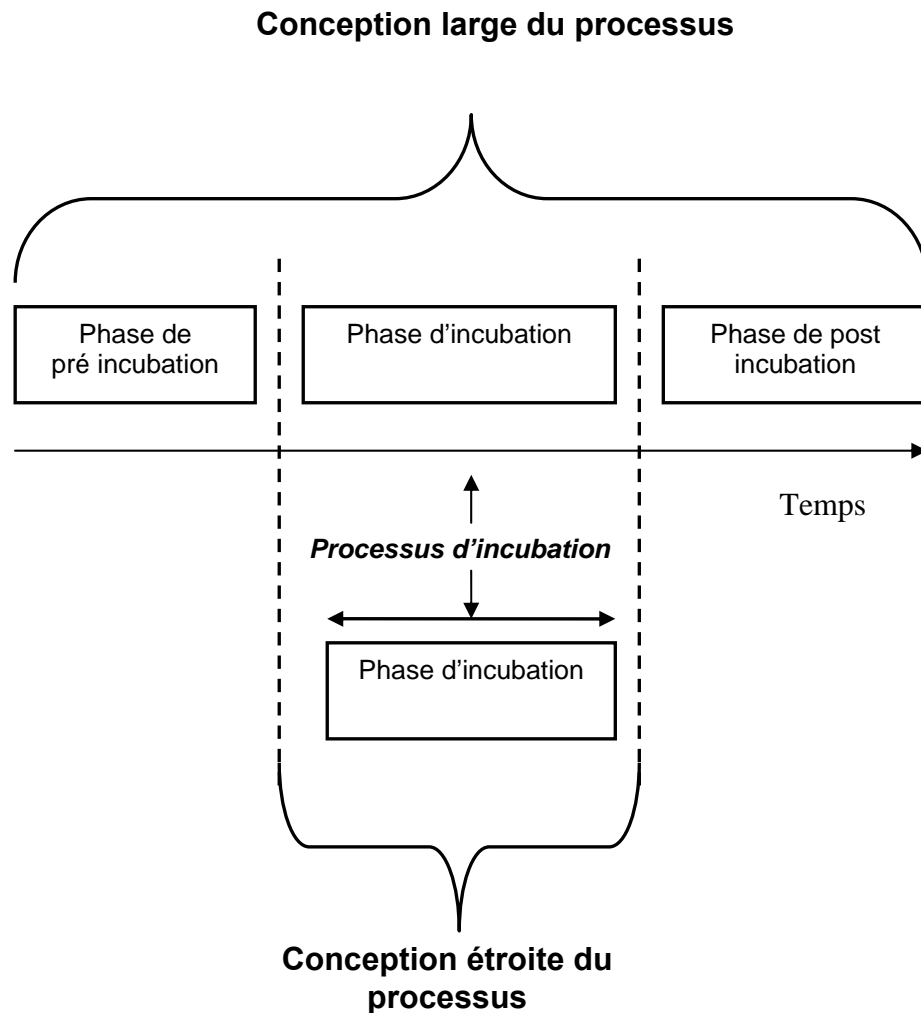 Conception large du processus
Phase de
pré incubation
Phase d’incubation
Phase de post
incubation
Temps
Processus d’incubation
Phase d’incubation
Conception étroite du
processus